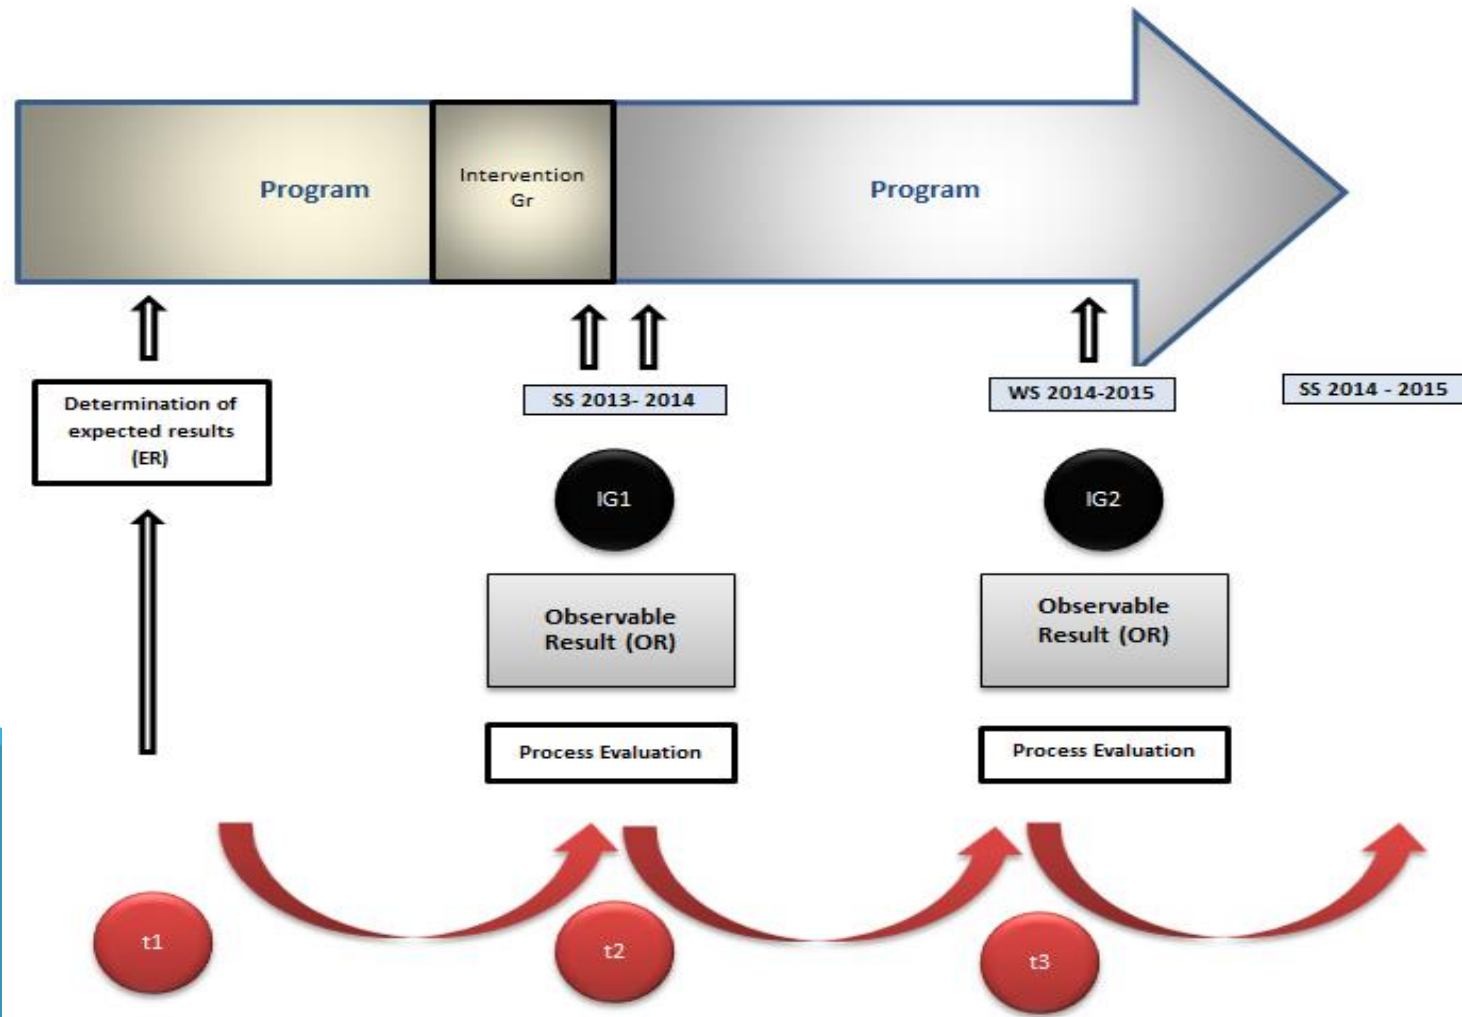 Program
Intervention
Gr
Program
Determination of
expected results
(ER)
SS 2013- 2014
WS 2014-2015
SS 2014 - 2015
IG1
IG2
Observable
Result (OR)
Observable
Result (OR)
Process Evaluation
Process Evaluation
t1
t2
t3